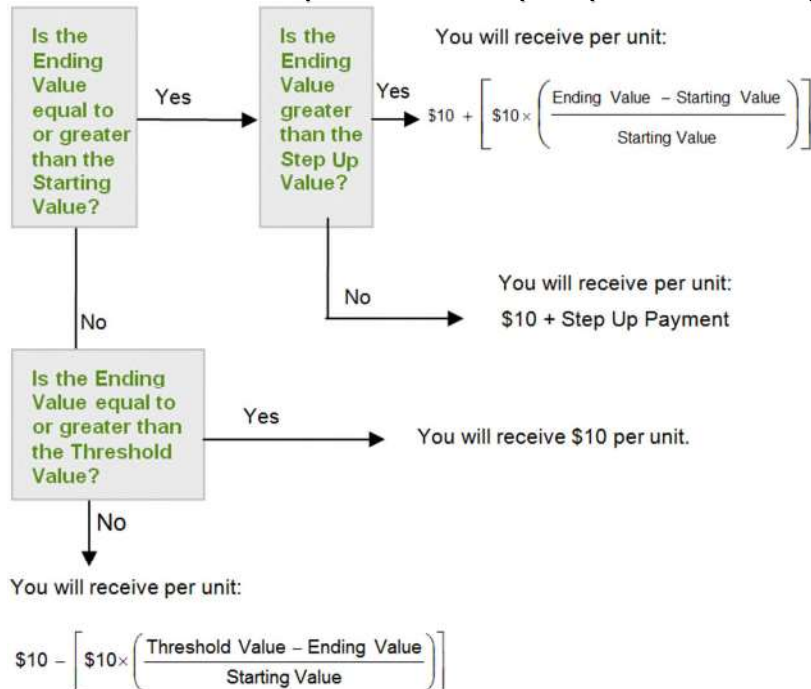 Is the
Ending
Value
equal to
or greater
than the
Starting
Value?
Yes
Is the
Ending
Value
greater
than the
Step Up
Value?
Yes
You will receive per unit:
$10 + [ $10 × ( Ending Value – Starting Value
Starting Value ) ]
No
You will receive per unit:
$10 + Step Up Payment
No
Is the Ending
Value equal to
or greater than
the Threshold
Value?
Yes
You will receive $10 per unit.
No
You will receive per unit:
$10 – [ $10× ( Threshold Value – Ending Value
Starting Value ) ]